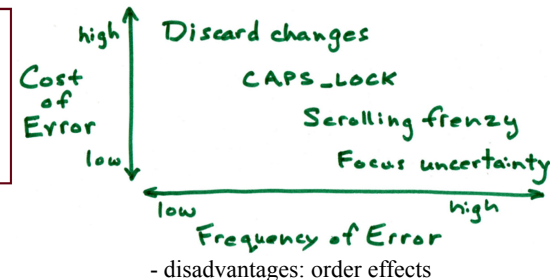 high
Discard changes
Cost
of
Error
CAPS_LOCK
Scrolling frenzy
low
Focus uncertainty
low
high
Frequency of Error
- disadvantages: order effects